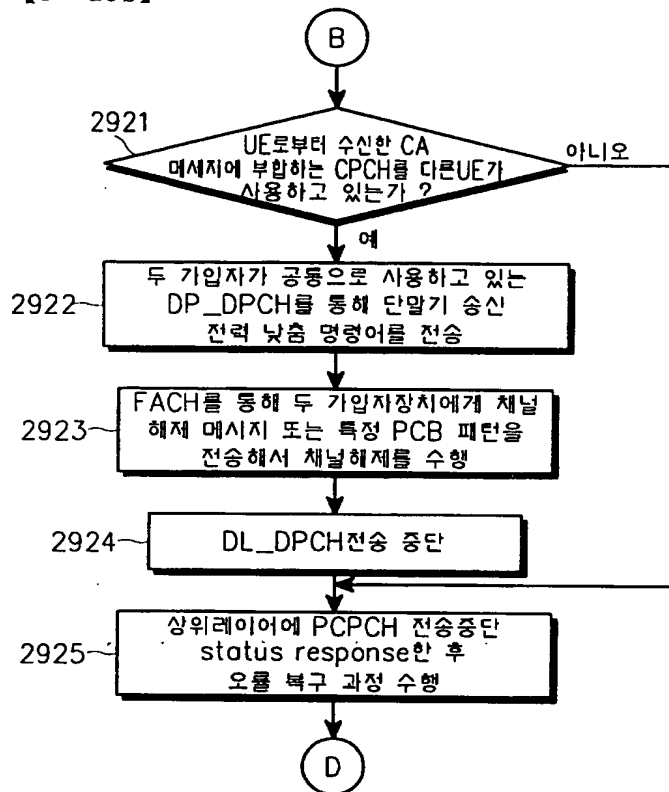 B
2921
UE로부터 수신한 CA
메세지에 부합하는 CPCH를 다른UE가
사용하고 있는가 ?
아니오
예
2922
두 가입자가 공통으로 사용하고 있는
DP_DPCH를 통해 단말기 송신
전력 낮춤 명령어를 전송
2923
FACH를 통해 두 가입자장치에게 채널
해제 메시지 또는 특정 PCB 패턴을
전송해서 채널해제를 수행
2924
DL_DPCH전송 중단
2925
상위레이어에 PCPCH 전송중단
status response한 후
오률 복구 과정 수행
D